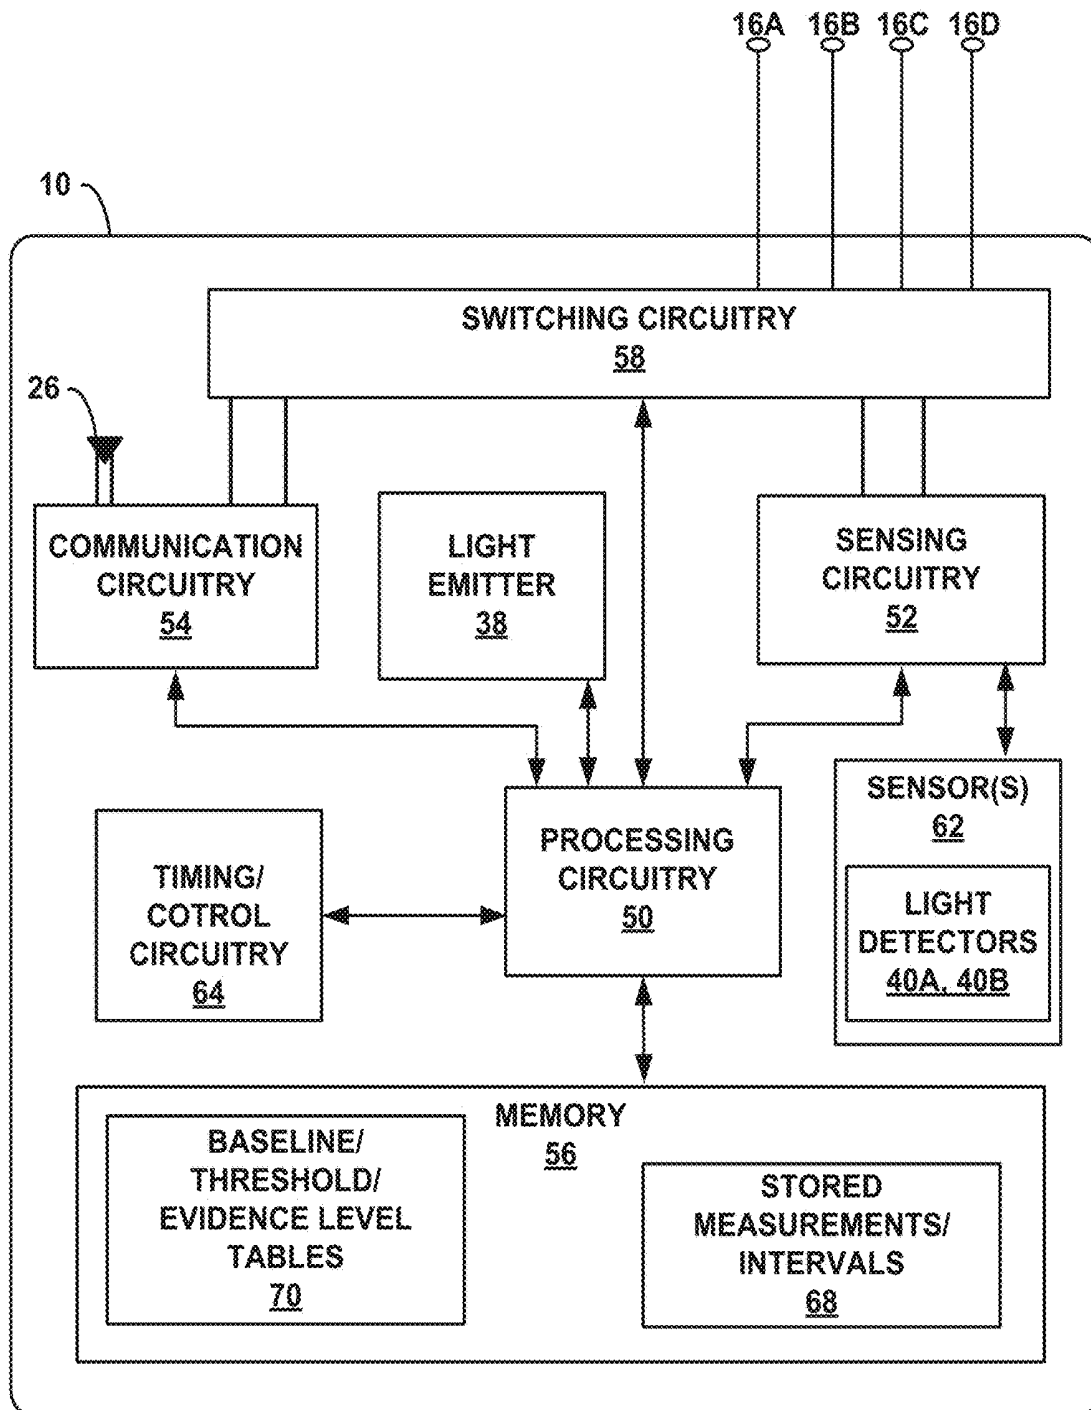 16A 16B 16C 16D
10
SWITCHING CIRCUITRY
58
26
COMMUNICATION
CIRCUITRY
54
LIGHT
EMITTER
38
SENSING
CIRCUITRY
52
SENSOR(S)
62
LIGHT
DETECTORS
40A, 40B
PROCESSING
CIRCUITRY
50
TIMING/
COTROL
CIRCUITRY
64
MEMORY
56
BASELINE/
THRESHOLD/
EVIDENCE LEVEL
TABLES
70
STORED
MEASUREMENTS/
INTERVALS
68